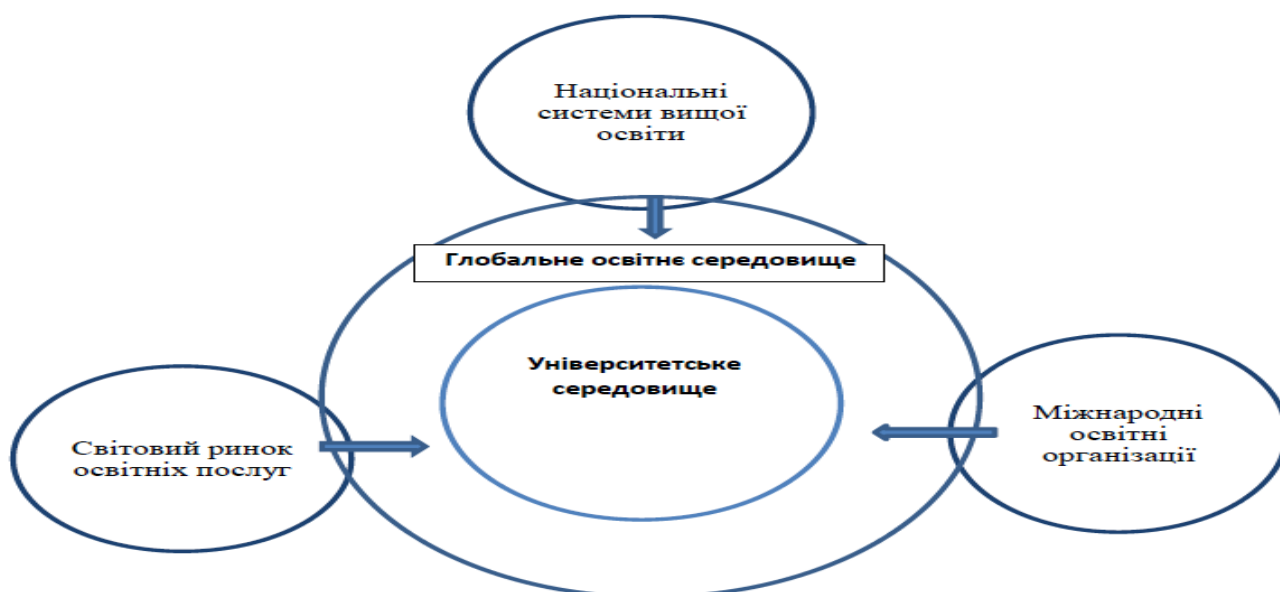 Національні
системи вищої
освіти
Глобальне освітнє середовище
Університетське
середовище
Світовий ринок
освітніх послуг
Міжнародні
освітні
організації